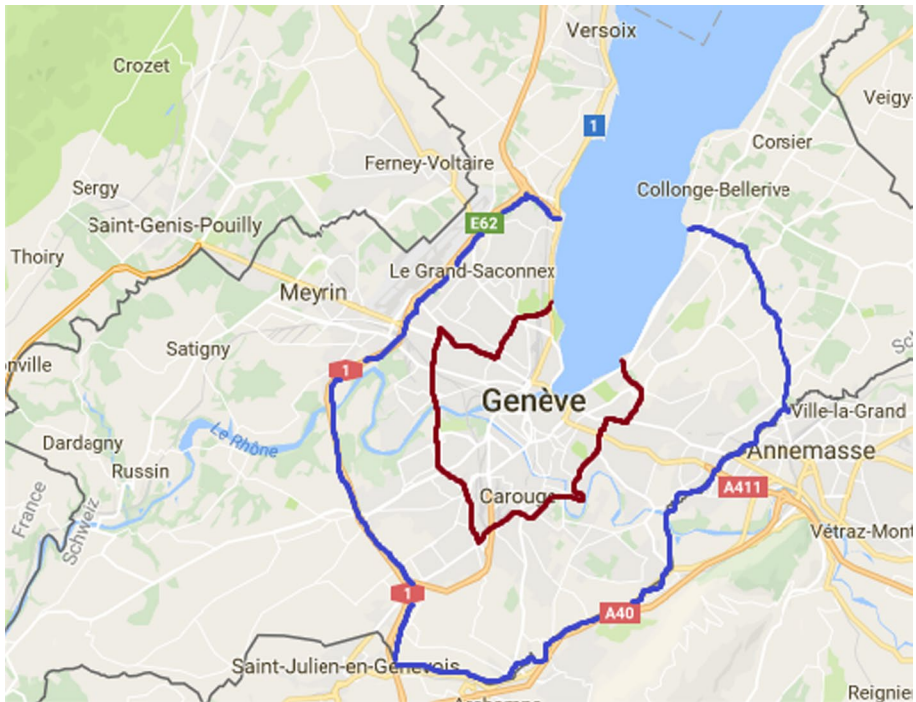 Versoix
Crozet
Veigy-
1
Corsier
Ferney-Voltaire
Sergy
Collonge-Bellerive
Saint-Genis-Pouilly
E62
Thoiry
Le Grand-Saconnex
Meyrin
Satigny
onville
1
Genève
Ville-la-Grand
Le Rhône
Dardagny
Annemasse
Russin
A411
Carouge
France
Schweiz
Vétraz-Mont
1
A40
Saint-Julien-en-Genevois
Reignier